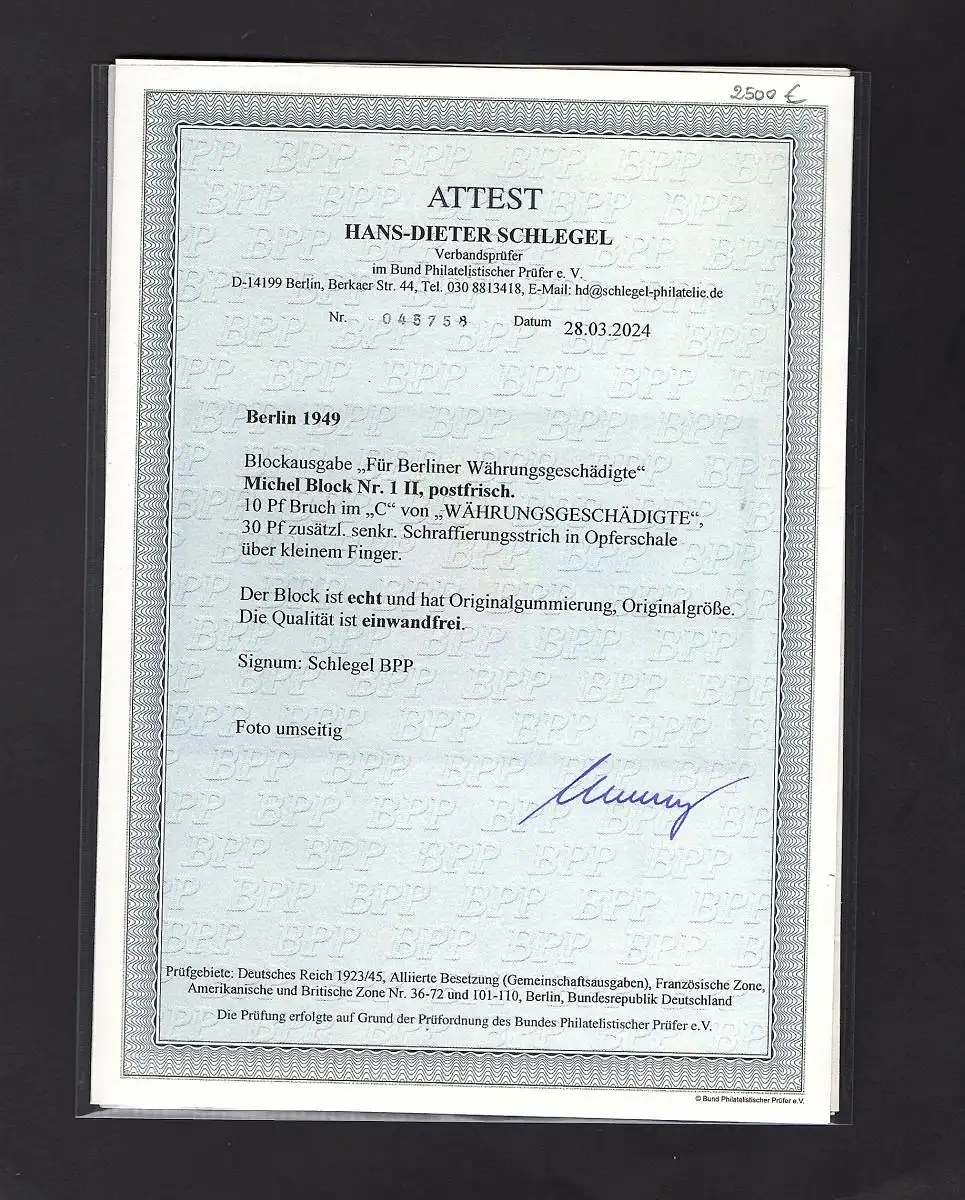 2500 €
ATTEST
HANS-DIETER SCHLEGEL
Verbandsprüfer
im Bund Philatelistischer Prüfer e. V.
D-14199 Berlin, Berkaer Str. 44, Tel. 030 8813418, E-Mail: hd@schlegel-philatelie.de
Nr. 045758 Datum 28.03.2024
Berlin 1949
Blockausgabe „Für Berliner Währungsgeschädigte“
Michel Block Nr. 1 II, postfrisch.
10 Pf Bruch im „C“ von „WÄHRUNGSGESCHÄDIGTE“,
30 Pf zusätzl. senkr. Schraffierungsstrich in Opferschale
über kleinem Finger.
Der Block ist echt und hat Originalgummierung, Originalgröße.
Die Qualität ist einwandfrei.
Signum: Schlegel BPP
Foto umseitig
Prüfgebiete: Deutsches Reich 1923/45, Alliierte Besetzung (Gemeinschaftsausgaben), Französische Zone,
Amerikanische und Britische Zone Nr. 36-72 und 101-110, Berlin, Bundesrepublik Deutschland
Die Prüfung erfolgte auf Grund der Prüfordnung des Bundes Philatelistischer Prüfer e.V.
© Bund Philatelistischer Prüfer e.V.